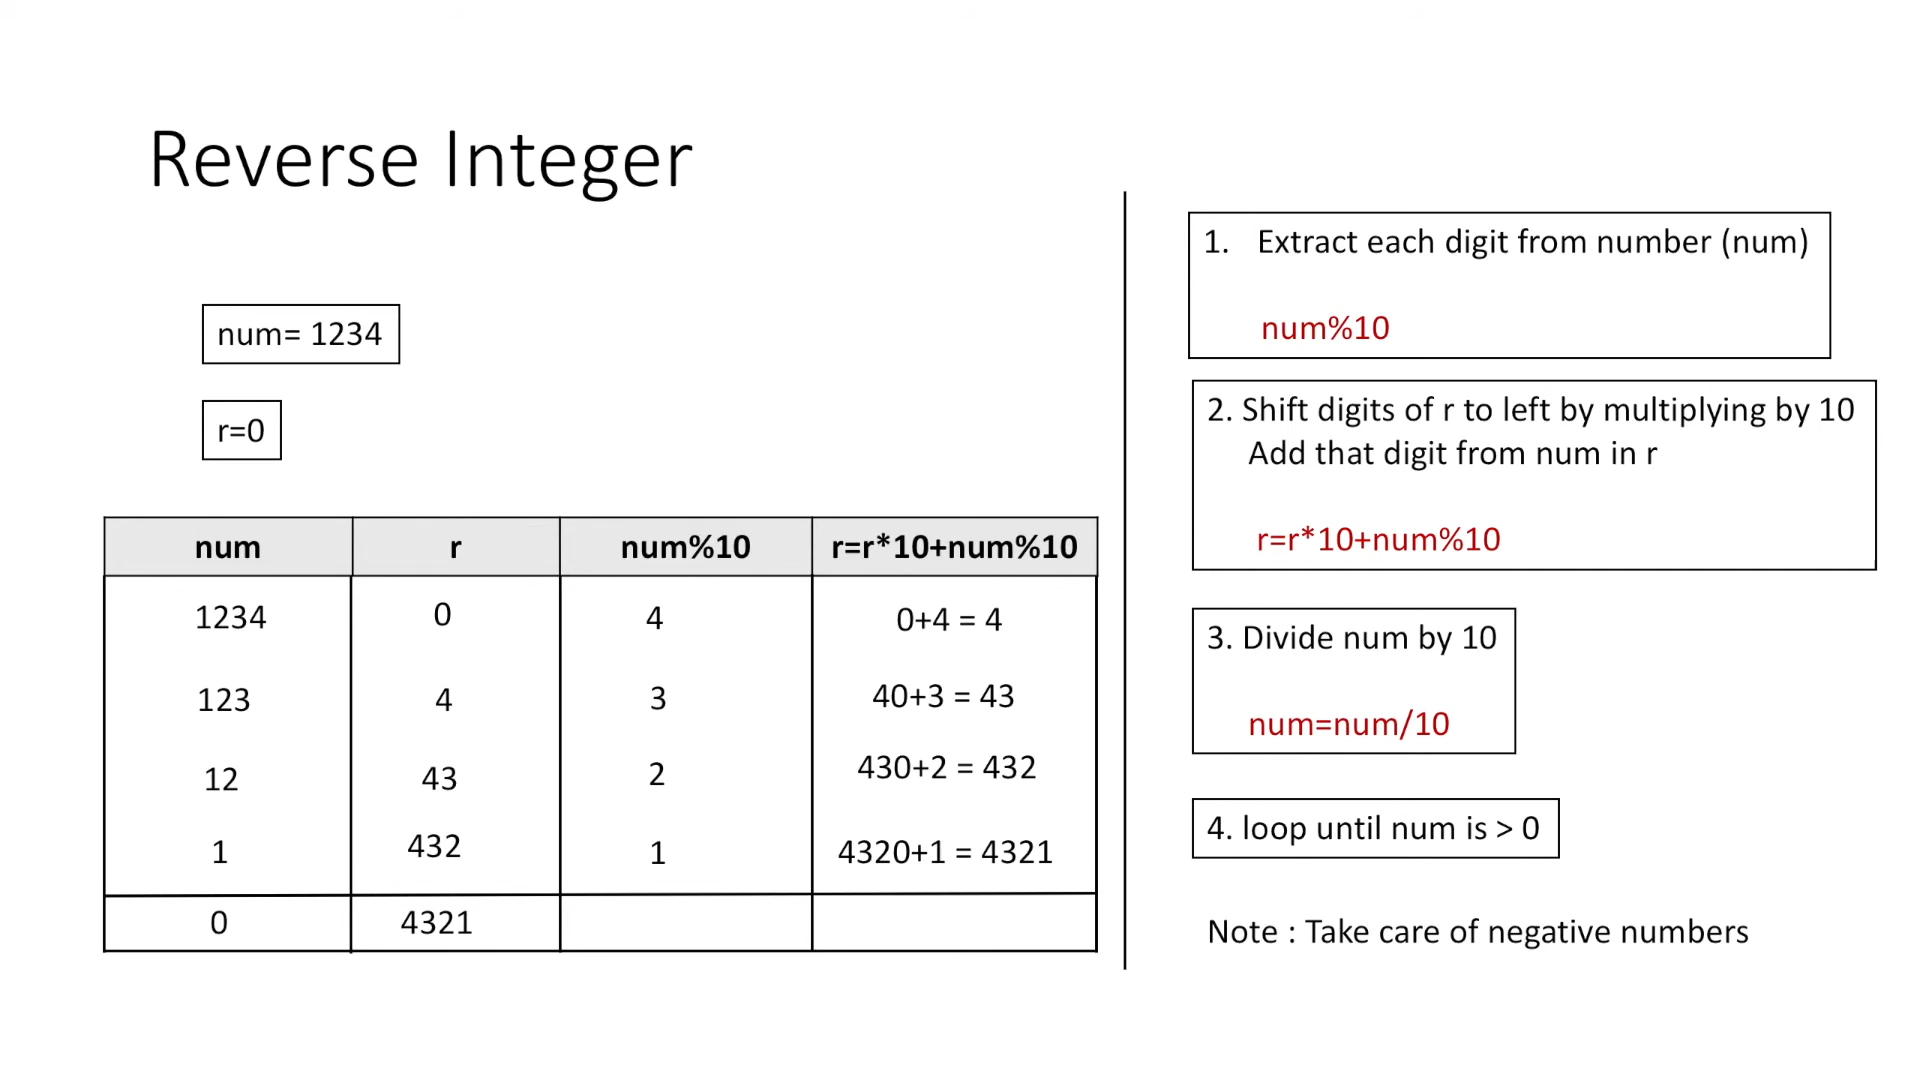 Reverse Integer
num= 1234
r=0
num r num%10 r=r*10+num%10
1234 0 4 0+4 = 4
123 4 3 40+3 = 43
12 43 2 430+2 = 432
1 432 1 4320+1 = 4321
0 4321
1. Extract each digit from number (num)
num%10
2. Shift digits of r to left by multiplying by 10
Add that digit from num in r
r=r*10+num%10
3. Divide num by 10
num=num/10
4. loop until num is > 0
Note : Take care of negative numbers